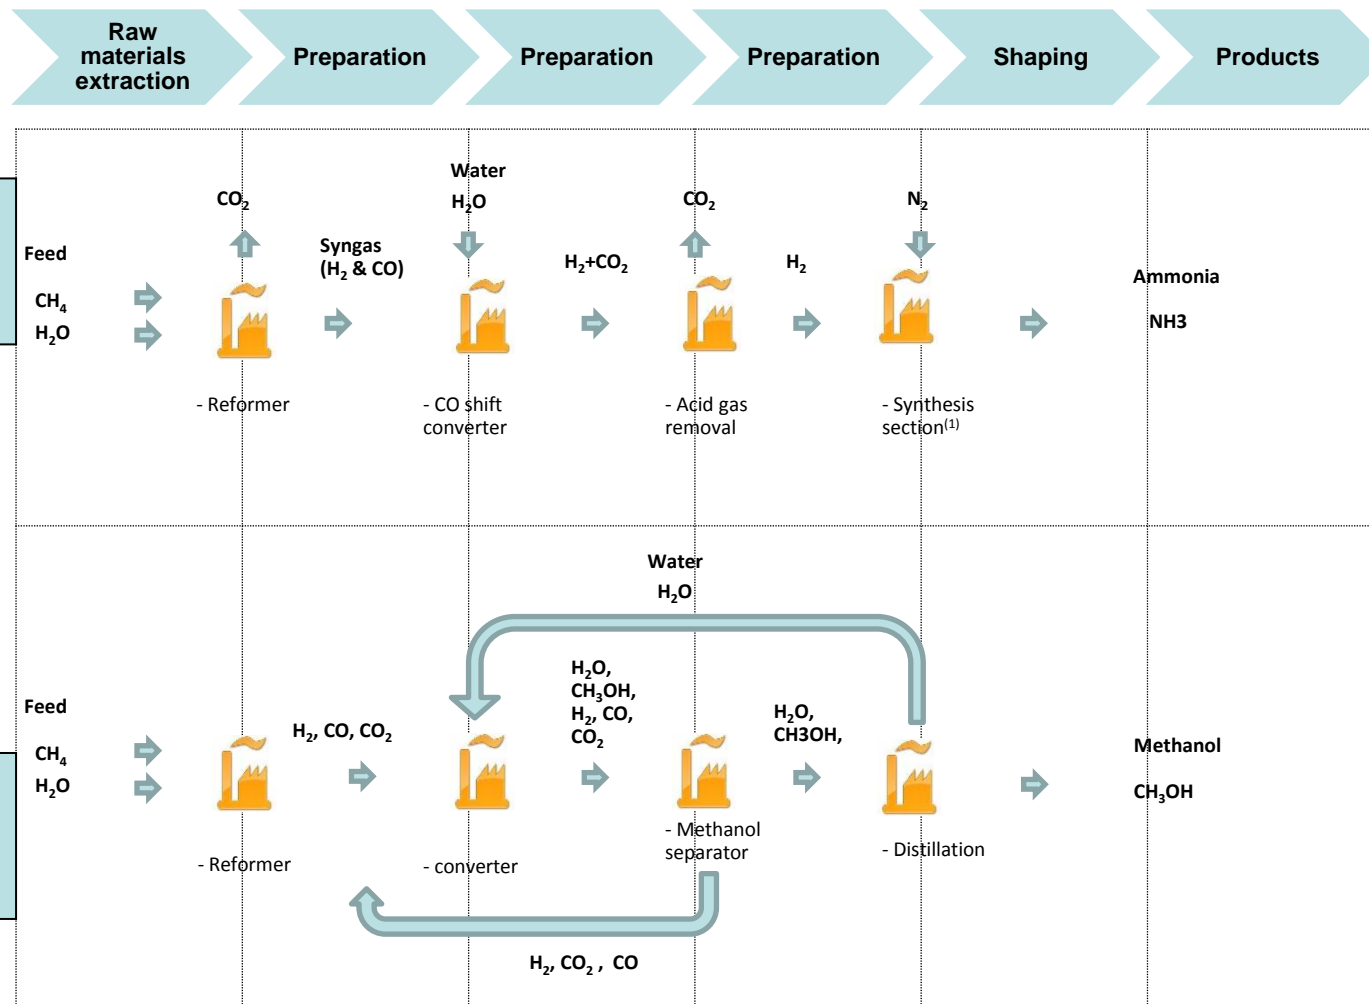 Raw
materials
extraction
Preparation
Preparation
Preparation
Shaping
Products
Feed
CH₄
H₂O
CO₂
Syngas
(H₂ & CO)
Water
H₂O
H₂+CO₂
CO₂
H₂
N₂
Ammonia
NH3
- Reformer
- CO shift
converter
- Acid gas
removal
- Synthesis
section⁽¹⁾
Water
H₂O
Feed
CH₄
H₂O
H₂, CO, CO₂
H₂O,
CH₃OH,
H₂, CO,
CO₂
H₂O,
CH3OH,
Methanol
CH₃OH
- Reformer
- converter
- Methanol
separator
- Distillation
H₂, CO₂ , CO